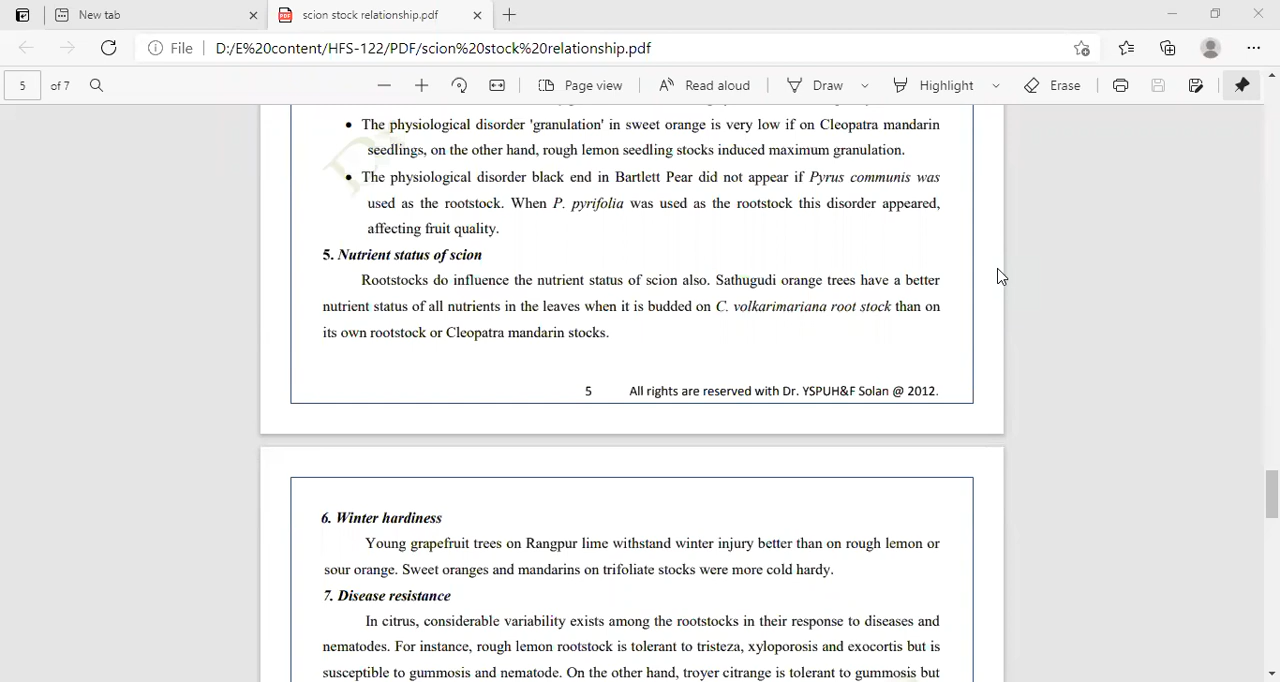 New tab
scion stock relationship.pdf
File D:/E%20content/HFS-122/PDF/scion%20stock%20relationship.pdf
5 of 7 Page view Read aloud Draw Highlight Erase
• The physiological disorder 'granulation' in sweet orange is very low if on Cleopatra mandarin
seedlings, on the other hand, rough lemon seedling stocks induced maximum granulation.
• The physiological disorder black end in Bartlett Pear did not appear if Pyrus communis was
used as the rootstock. When P. pyrifolia was used as the rootstock this disorder appeared,
affecting fruit quality.
5. Nutrient status of scion
Rootstocks do influence the nutrient status of scion also. Sathugudi orange trees have a better
nutrient status of all nutrients in the leaves when it is budded on C. volkarimariana root stock than on
its own rootstock or Cleopatra mandarin stocks.
5 All rights are reserved with Dr. YSPUH&F Solan @ 2012.
6. Winter hardiness
Young grapefruit trees on Rangpur lime withstand winter injury better than on rough lemon or
sour orange. Sweet oranges and mandarins on trifoliate stocks were more cold hardy.
7. Disease resistance
In citrus, considerable variability exists among the rootstocks in their response to diseases and
nematodes. For instance, rough lemon rootstock is tolerant to tristeza, xyloporosis and exocortis but is
susceptible to gummosis and nematode. On the other hand, troyer citrange is tolerant to gummosis but